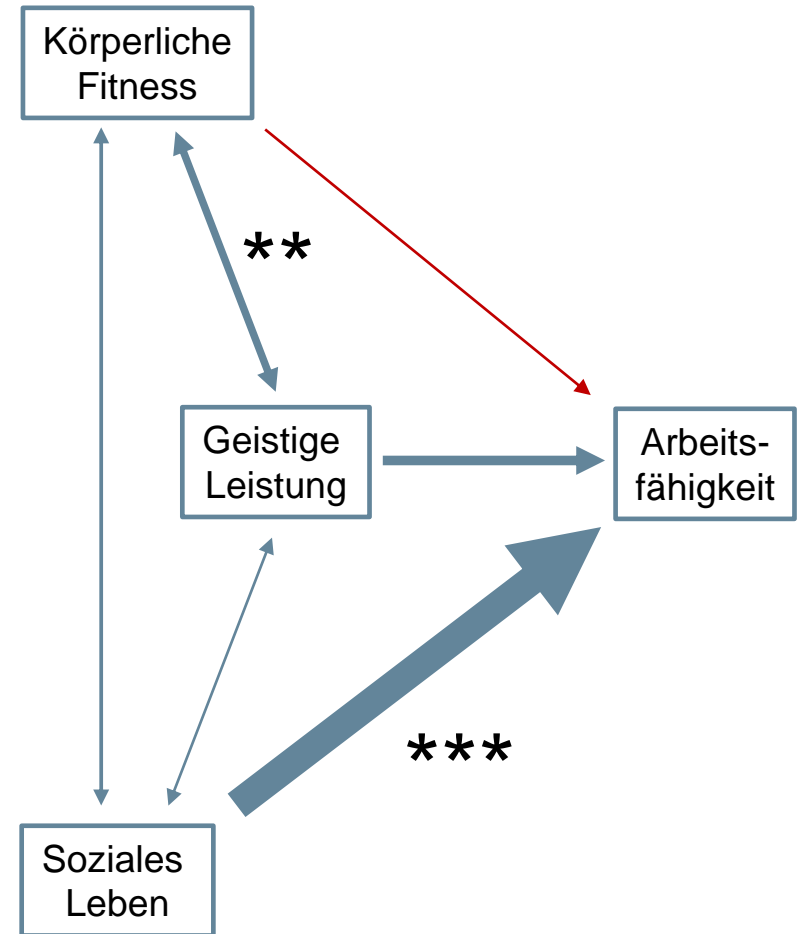 Körperliche
Fitness
**
Geistige
Leistung
Arbeits-
fähigkeit
***
Soziales
Leben